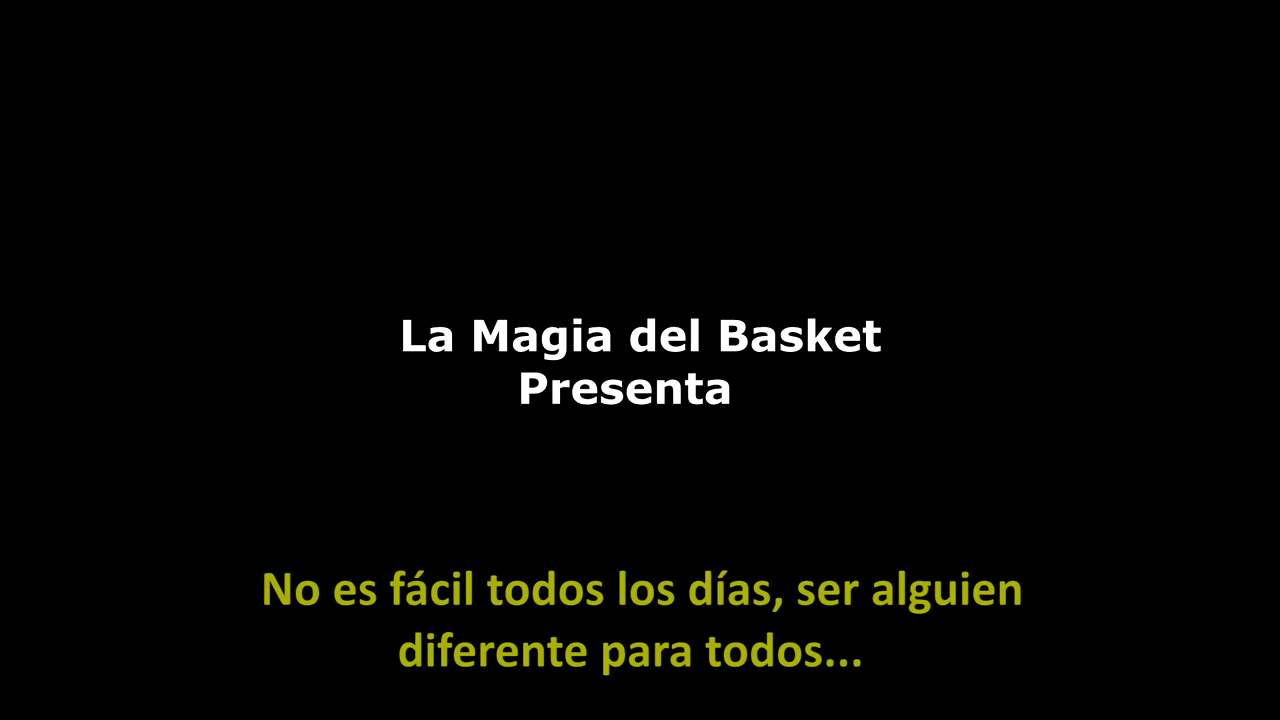 La Magia del Basket
Presenta
No es fácil todos los días, ser alguien
diferente para todos...